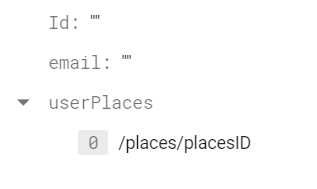 Id: ""
email: ""
userPlaces
0 /places/placesID